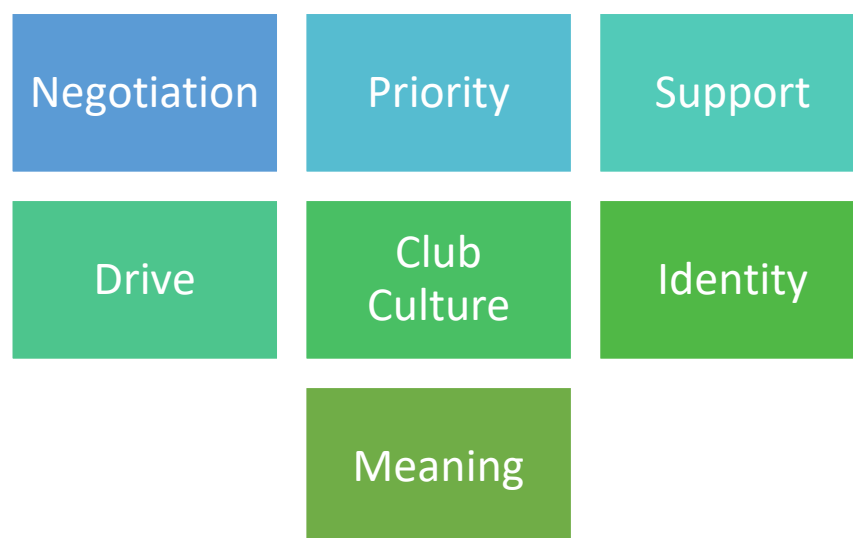 Negotiation
Priority
Support
Drive
Club
Culture
Identity
Meaning